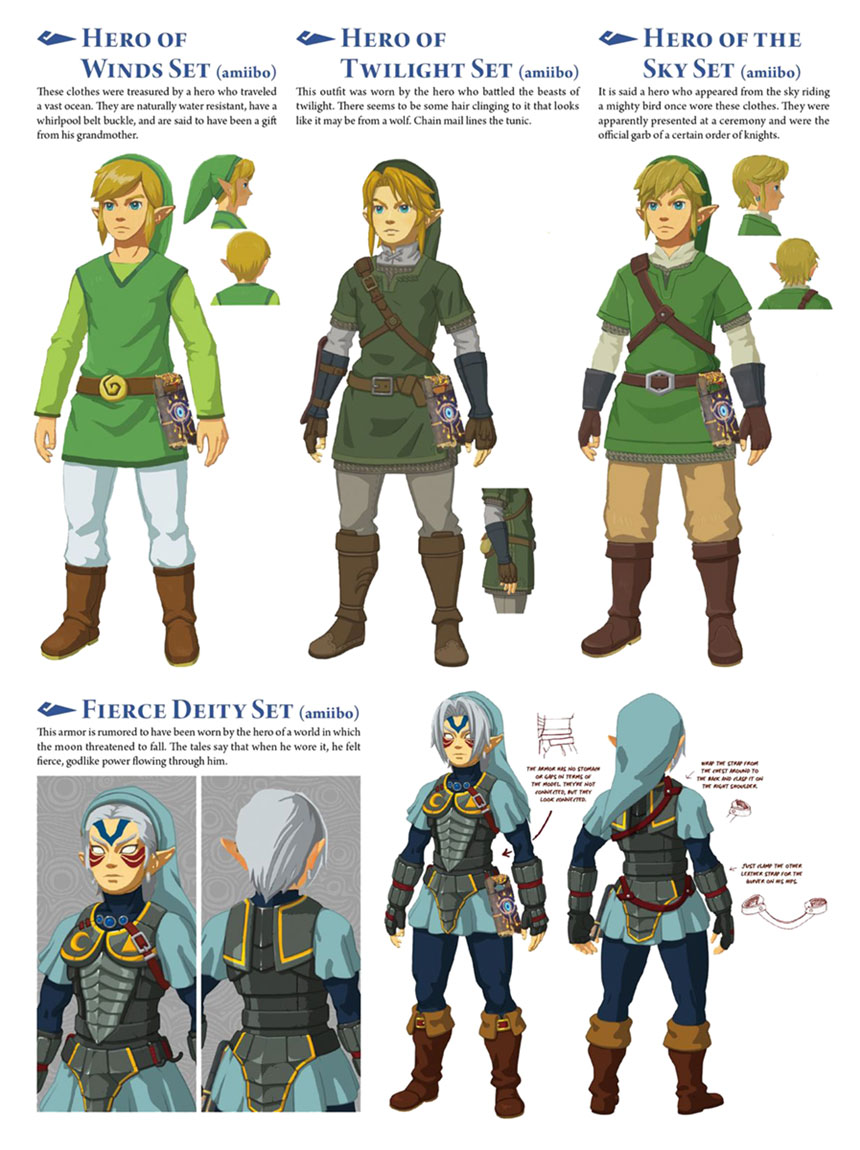 Hero of
Winds Set (amiibo)
These clothes were treasured by a hero who traveled
a vast ocean. They are naturally water resistant, have a
whirlpool belt buckle, and are said to have been a gift
from his grandmother.
Hero of
Twilight Set (amiibo)
This outfit was worn by the hero who battled the beasts of
twilight. There seems to be some hair clinging to it that looks
like it may be from a wolf. Chain mail lines the tunic.
Hero of the
Sky Set (amiibo)
It is said a hero who appeared from the sky riding
a mighty bird once wore these clothes. They were
apparently presented at a ceremony and were the
official garb of a certain order of knights.
Fierce Deity Set (amiibo)
This armor is rumored to have been worn by the hero of a world in which
the moon threatened to fall. The tales say that when he wore it, he felt
fierce, godlike power flowing through him.
THE ARMOR HAS NO STOMACH
OR GAPS IN TERMS OF
THE MODEL. THEY'RE NOT
CONNECTED, BUT THEY
LOOK CONNECTED.
WRAP THE STRAP FROM
THE CHEST AROUND TO
THE BACK AND CLASP IT ON
THE RIGHT SHOULDER.
JUST CLAMP THE OTHER
LEATHER STRAP FOR THE
QUIVER ON HIS HIPS.